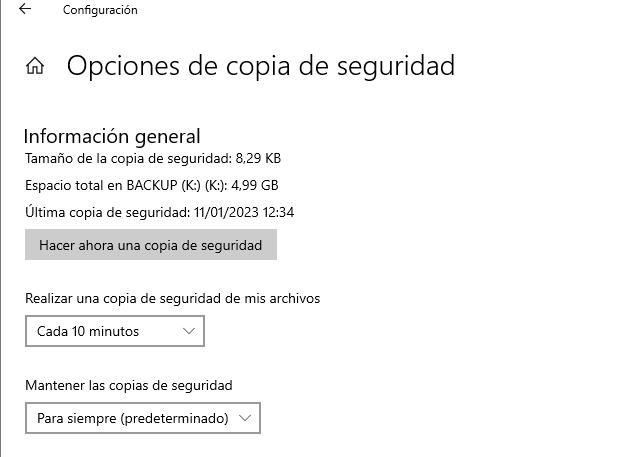 Configuración
Opciones de copia de seguridad
Información general
Tamaño de la copia de seguridad: 8,29 KB
Espacio total en BACKUP (K:) (K:): 4,99 GB
Última copia de seguridad: 11/01/2023 12:34
Hacer ahora una copia de seguridad
Realizar una copia de seguridad de mis archivos
Cada 10 minutos
Mantener las copias de seguridad
Para siempre (predeterminado)